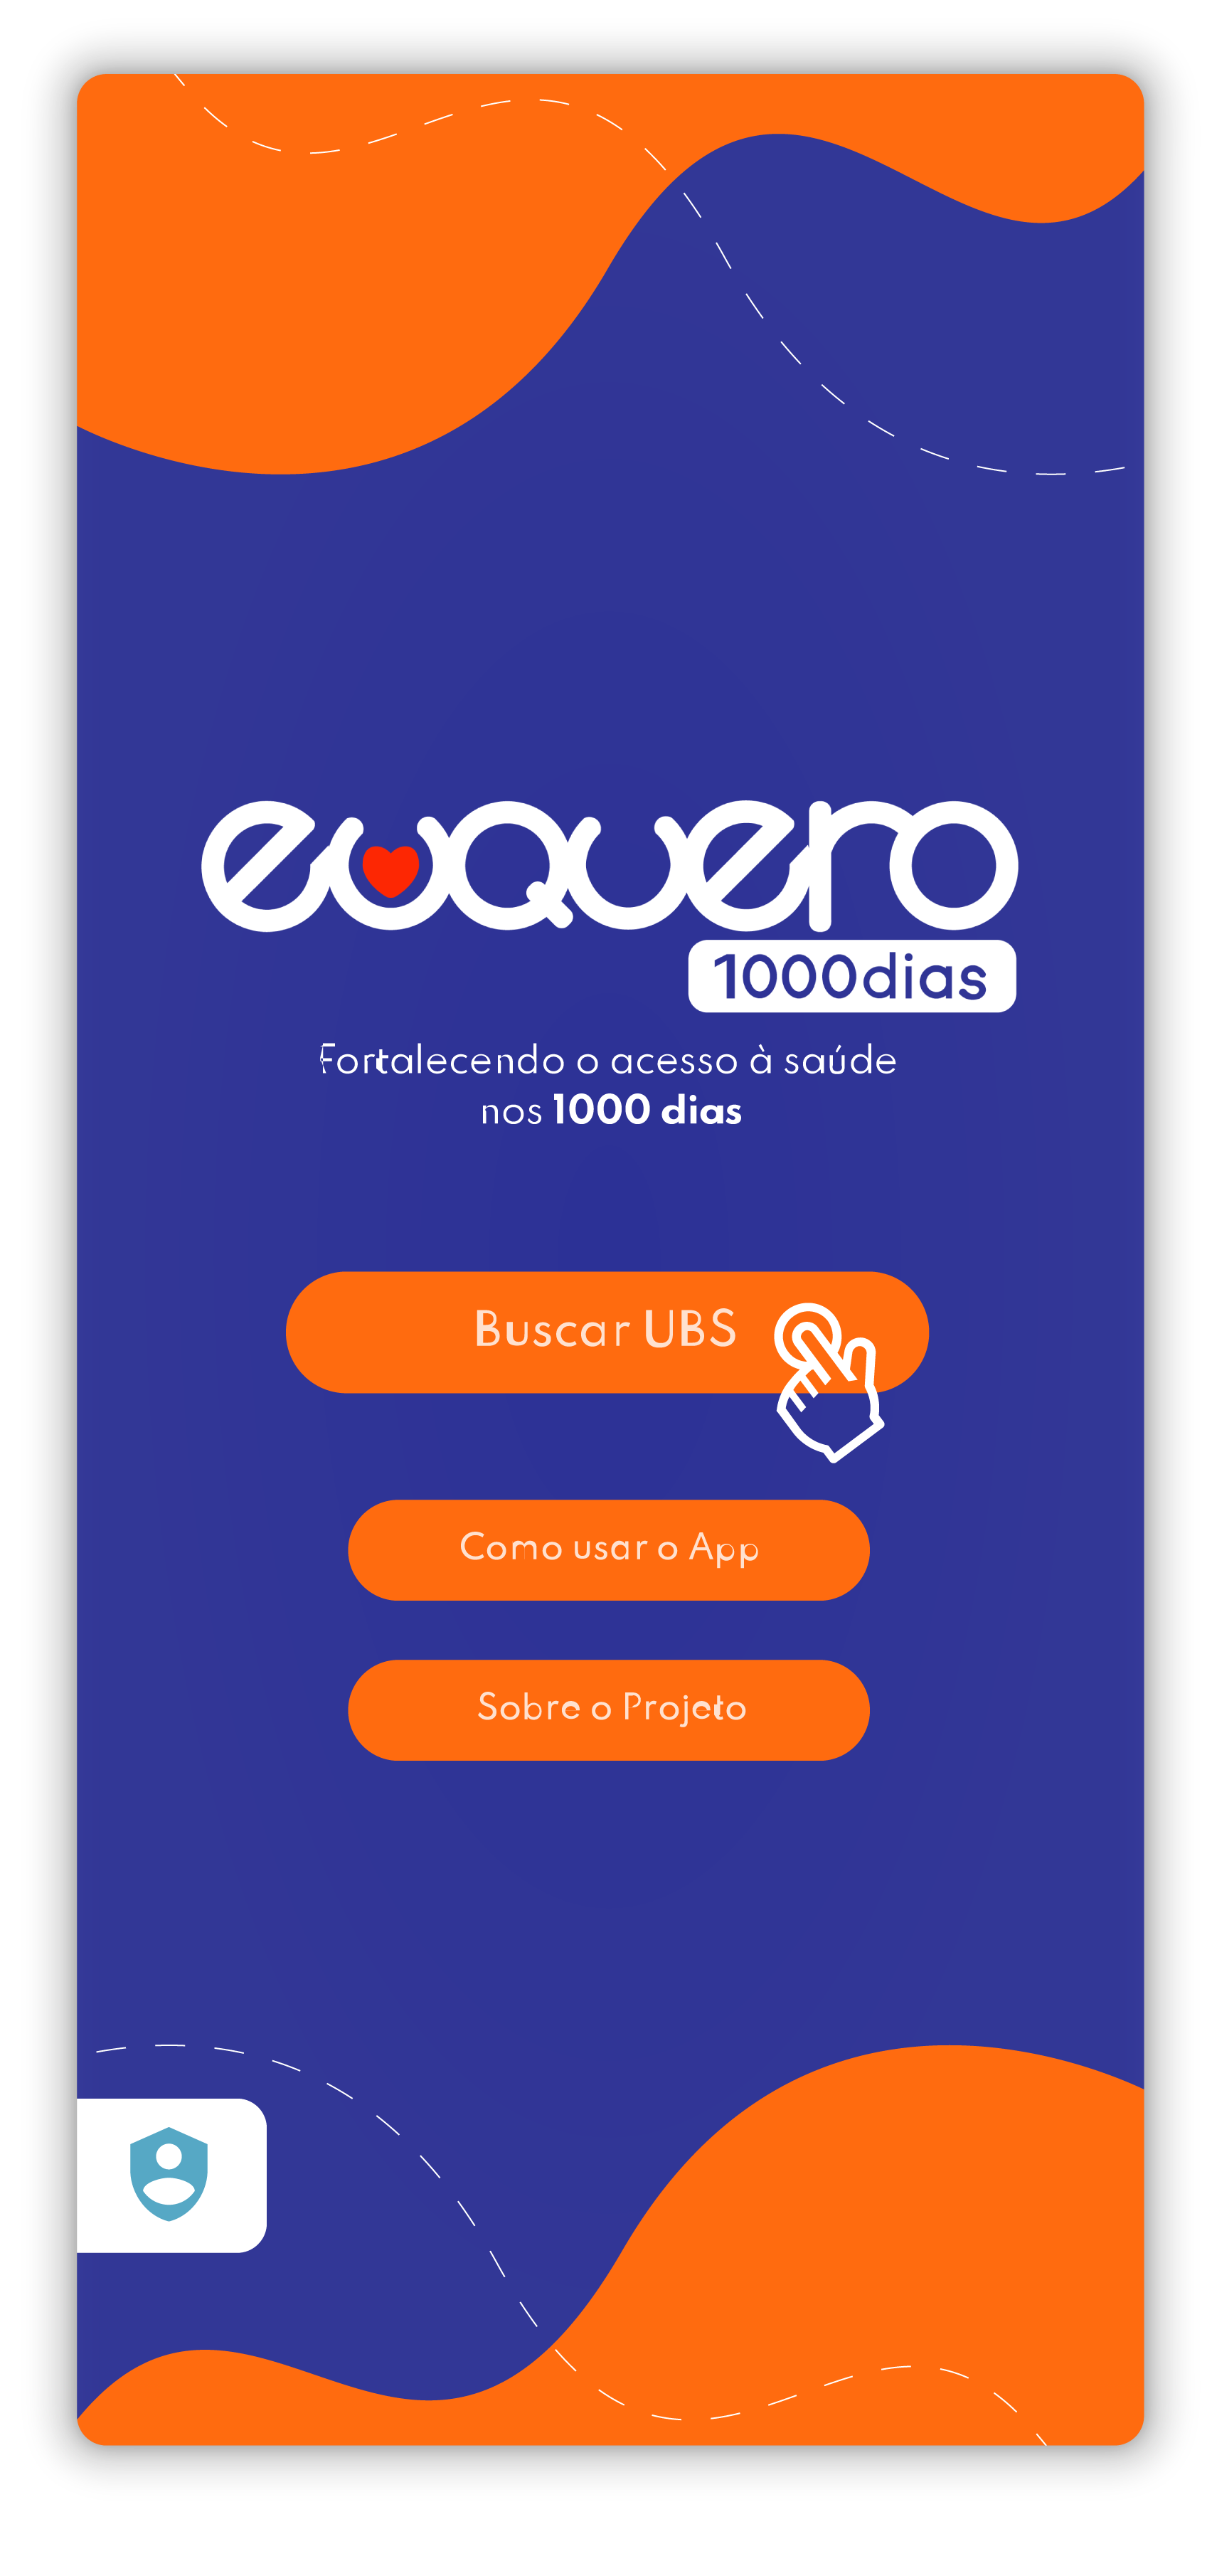 euquero
1000dias
Fortalecendo o acesso à saúde
nos 1000 dias
Buscar UBS
Como usar o App
Sobre o Projeto